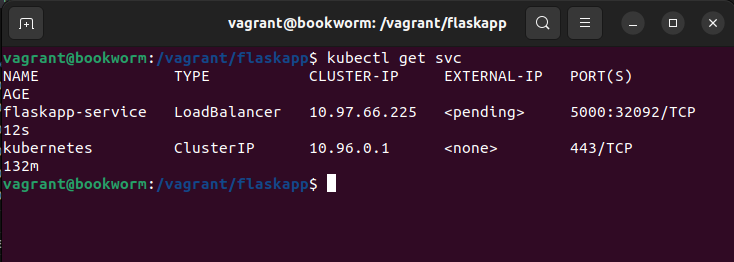 vagrant@bookworm: /vagrant/flaskapp
vagrant@bookworm:/vagrant/flaskapp$ kubectl get svc
NAME TYPE CLUSTER-IP EXTERNAL-IP PORT(S)
AGE
flaskapp-service LoadBalancer 10.97.66.225 <pending> 5000:32092/TCP
12s
kubernetes ClusterIP 10.96.0.1 <none> 443/TCP
132m
vagrant@bookworm:/vagrant/flaskapp$